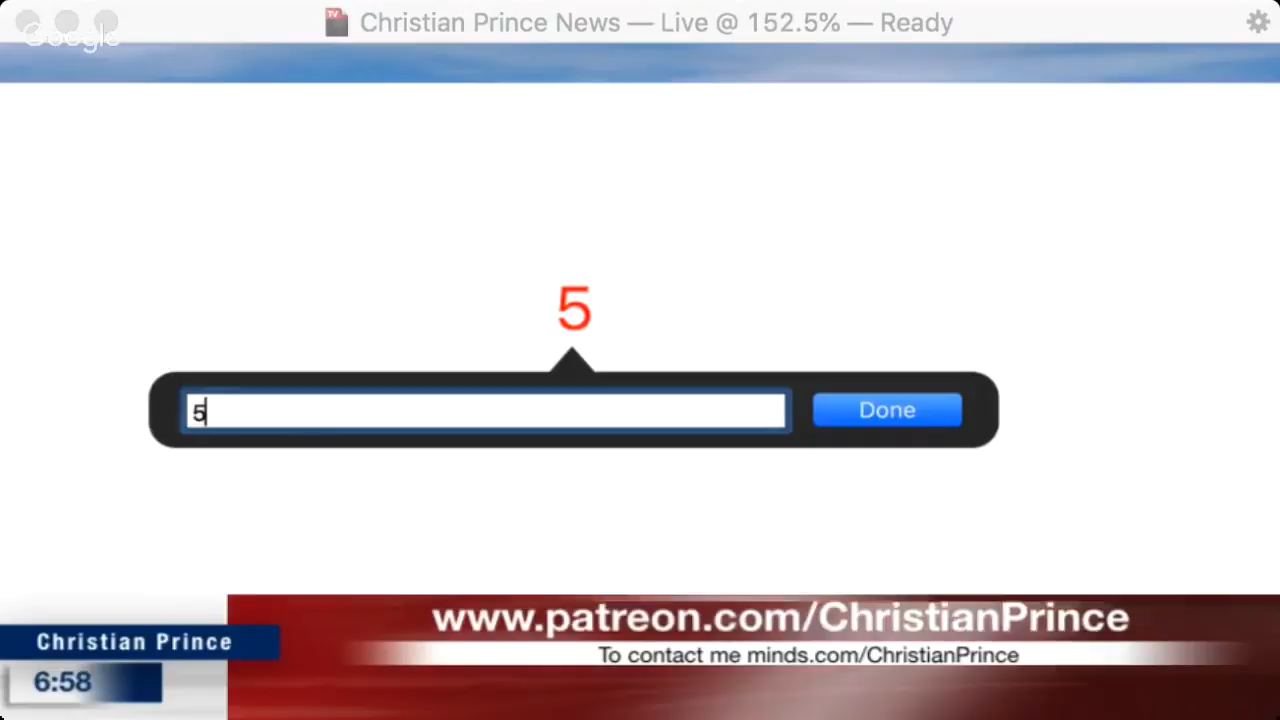 Christian Prince News — Live @ 152.5% — Ready
Google
5
5
Done
www.patreon.com/ChristianPrince
To contact me minds.com/ChristianPrince
Christian Prince
6:58